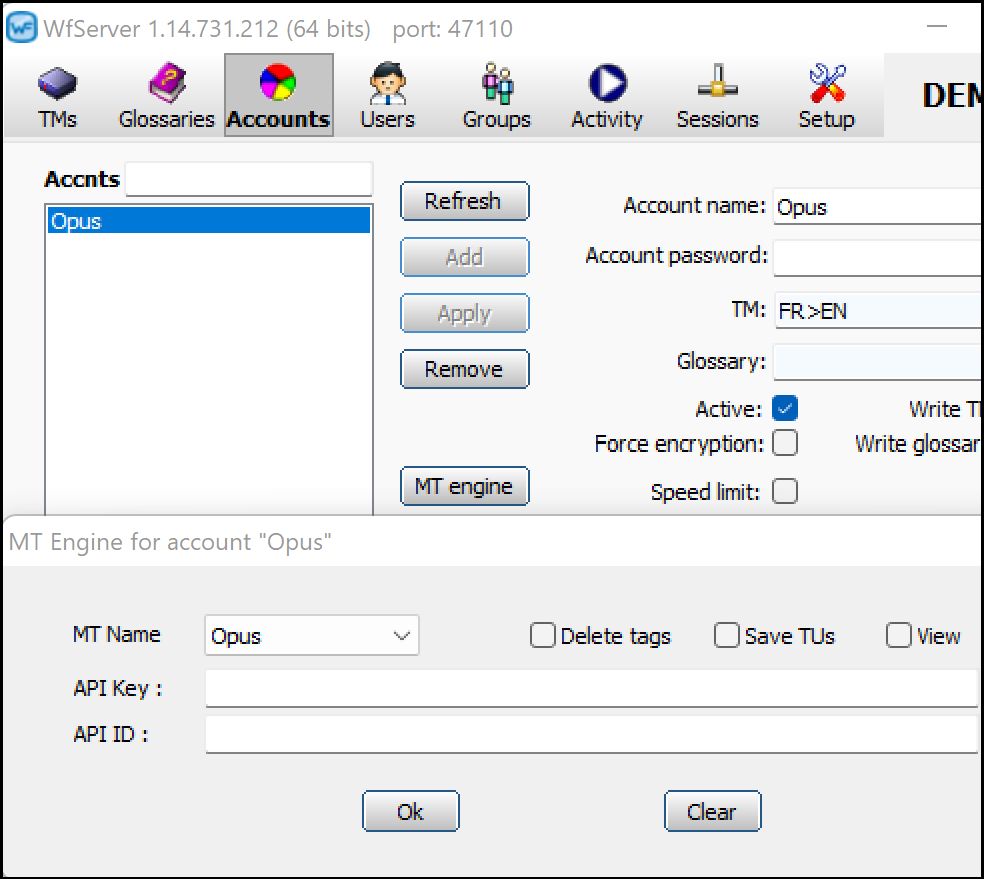 WfServer 1.14.731.212 (64 bits) port: 47110
TMs Glossaries Accounts Users Groups Activity Sessions Setup DEM
Accnts
Opus
Refresh
Add
Apply
Remove
MT engine
Account name: Opus
Account password:
TM: FR>EN
Glossary:
Active: Write T
Force encryption: Write glossar
Speed limit:
MT Engine for account "Opus"
MT Name Opus Delete tags Save TUs View
API Key :
API ID :
Ok Clear